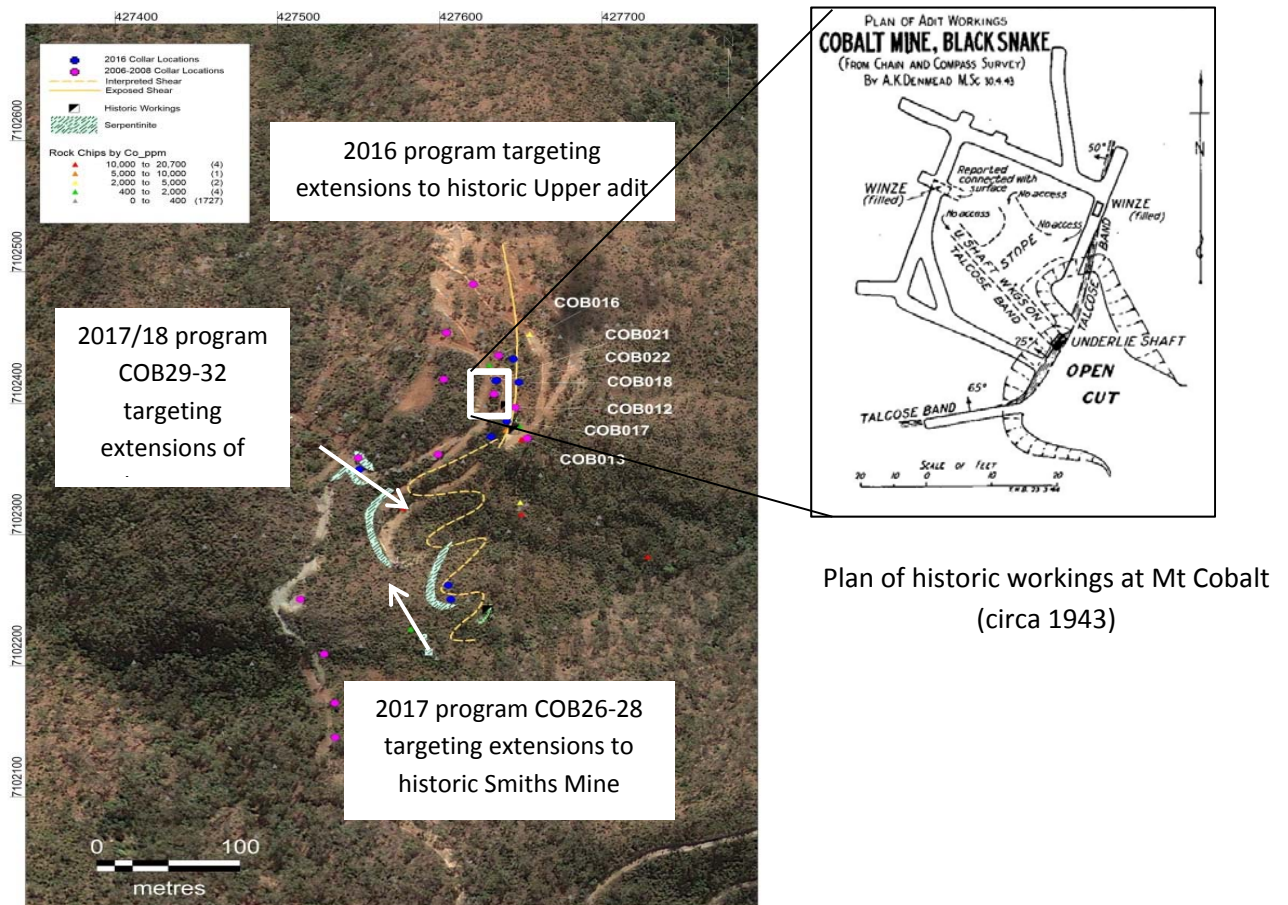 427400
427500
427600
427700
7102600
7102500
7102400
7102300
7102200
7102100
2016 Collar Locations
2006-2008 Collar Locations
Interpreted Shear
Exposed Shear
Historic Workings
Serpentinite
Rock Chips by Co_ppm
10,000 to 20,700 (4)
5,000 to 10,000 (1)
2,000 to 5,000 (2)
400 to 2,000 (4)
0 to 400 (1727)
2016 program targeting
extensions to historic Upper adit
2017/18 program
COB29-32
targeting
extensions of
COB016
COB021
COB022
COB018
COB012
COB017
COB013
2017 program COB26-28
targeting extensions to
historic Smiths Mine
0 100
metres
PLAN OF ADIT WORKINGS
COBALT MINE, BLACK SNAKE
(FROM CHAIN AND COMPASS SURVEY)
BY A.K. DENMEAD M.Sc 30.4.43
N
50°
Reported
connected with
surface
WINZE
(filled)
No access
No access
No access
WINZE
(filled)
STOPE
U. SHAFT WKGS ON
TALCOSE BAND
TALCOSE BAND
25°
UNDERLIE SHAFT
OPEN
CUT
65°
TALCOSE BAND
SCALE OF FEET
20 10 0 10 20
Plan of historic workings at Mt Cobalt
(circa 1943)